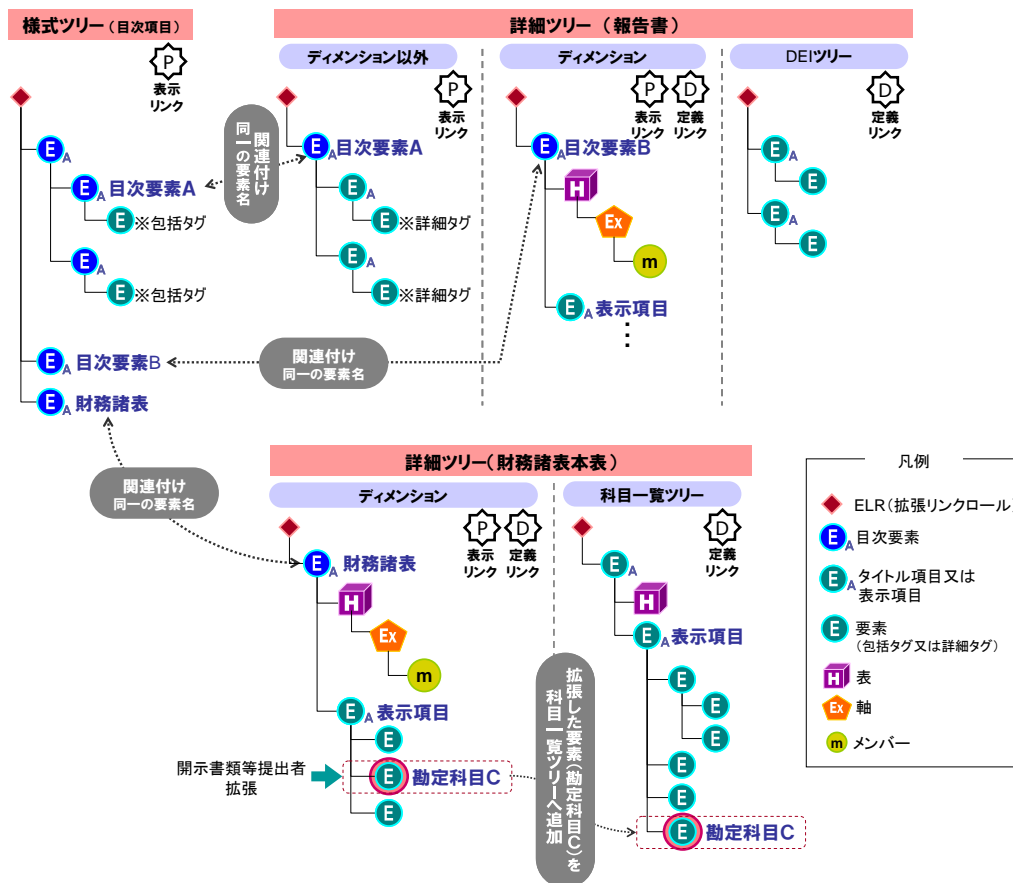 様式ツリー（目次項目）
P
表示
リンク
E
A
E
A
目次要素A
E
※包括タグ
E
A
E
※包括タグ
E
A
目次要素B
E
A
財務諸表
関連付け
同一の要素名
関連付け
同一の要素名
関連付け
同一の要素名
詳細ツリー（報告書）
ディメンション以外
P
表示
リンク
E
A
目次要素A
E
A
E
※詳細タグ
E
A
E
※詳細タグ
ディメンション
P
D
表示
リンク
定義
リンク
E
A
目次要素B
H
Ex
m
E
A
表示項目
DEIツリー
D
定義
リンク
E
A
E
E
A
E
詳細ツリー（財務諸表本表）
ディメンション
P
D
表示
リンク
定義
リンク
E
A
財務諸表
H
Ex
m
E
A
表示項目
E
開示書類等提出者
拡張
E
勘定科目C
E
拡張した要素（勘定科目C）を
科目一覧ツリーへ追加
科目一覧ツリー
D
定義
リンク
E
A
H
E
A
表示項目
E
E
E
E
E
E
勘定科目C
凡例
ELR（拡張リンクロール）
E
A
目次要素
E
A
タイトル項目又は
表示項目
E
要素
（包括タグ又は詳細タグ）
H
表
Ex
軸
m
メンバー